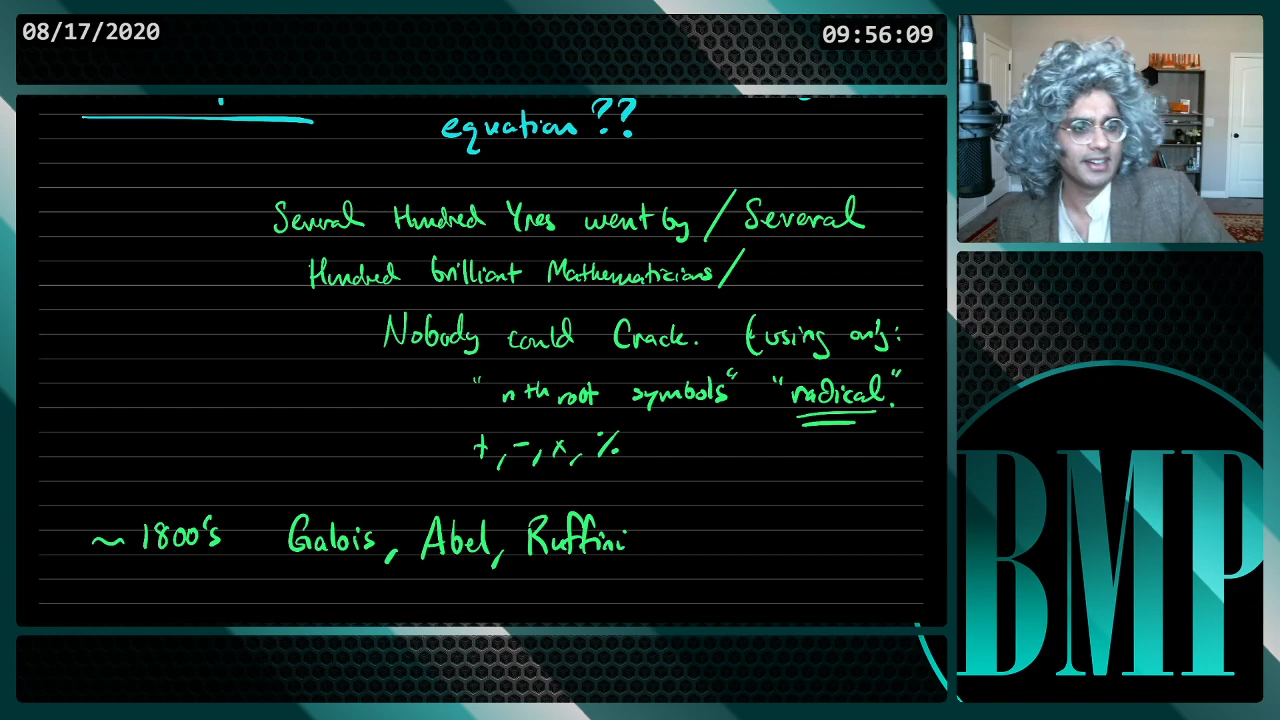 08/17/2020
09:56:09
equation ??
Several Hundred Yres went by / Several
Hundred brilliant Mathematicians /
Nobody could Crack. (using only:
"nth root symbols" "radical."
+, -, x, %
~ 1800's Galois, Abel, Ruffini
BMP